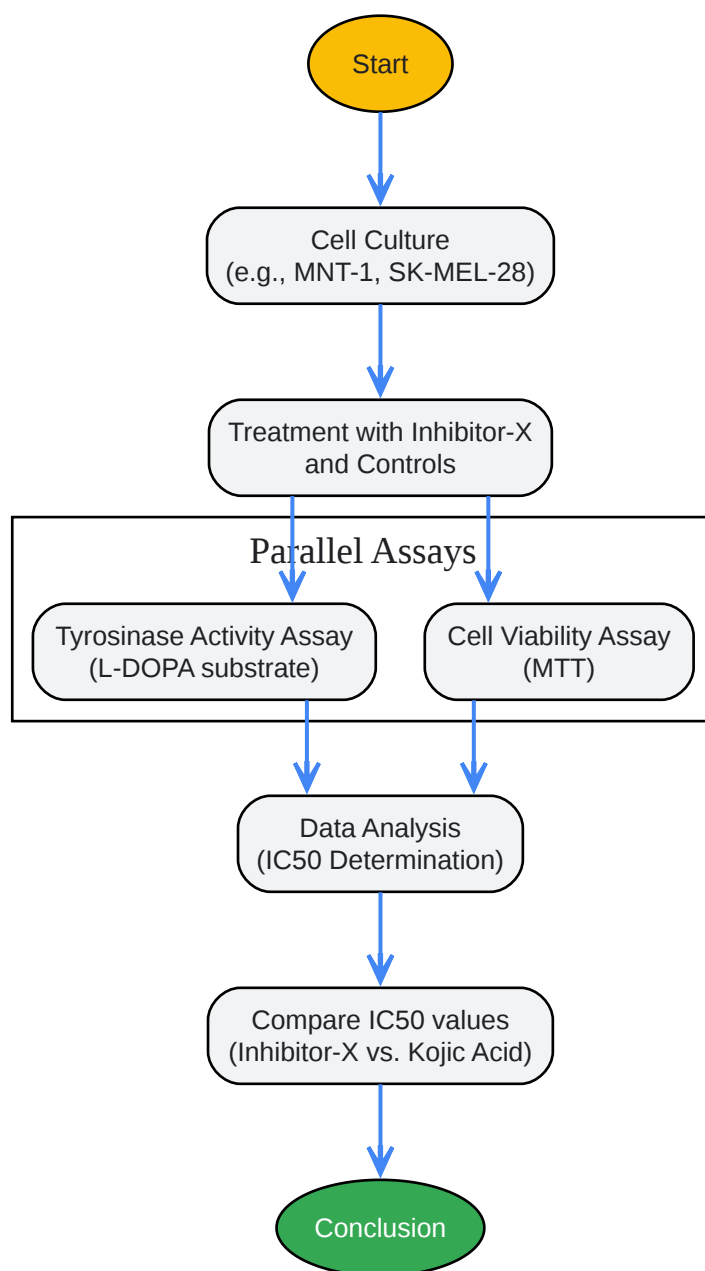 Start
Cell Culture
(e.g., MNT-1, SK-MEL-28)
Treatment with Inhibitor-X
and Controls
Parallel Assays
Tyrosinase Activity Assay
(L-DOPA substrate)
Cell Viability Assay
(MTT)
Data Analysis
(IC50 Determination)
Compare IC50 values
(Inhibitor-X vs. Kojic Acid)
Conclusion